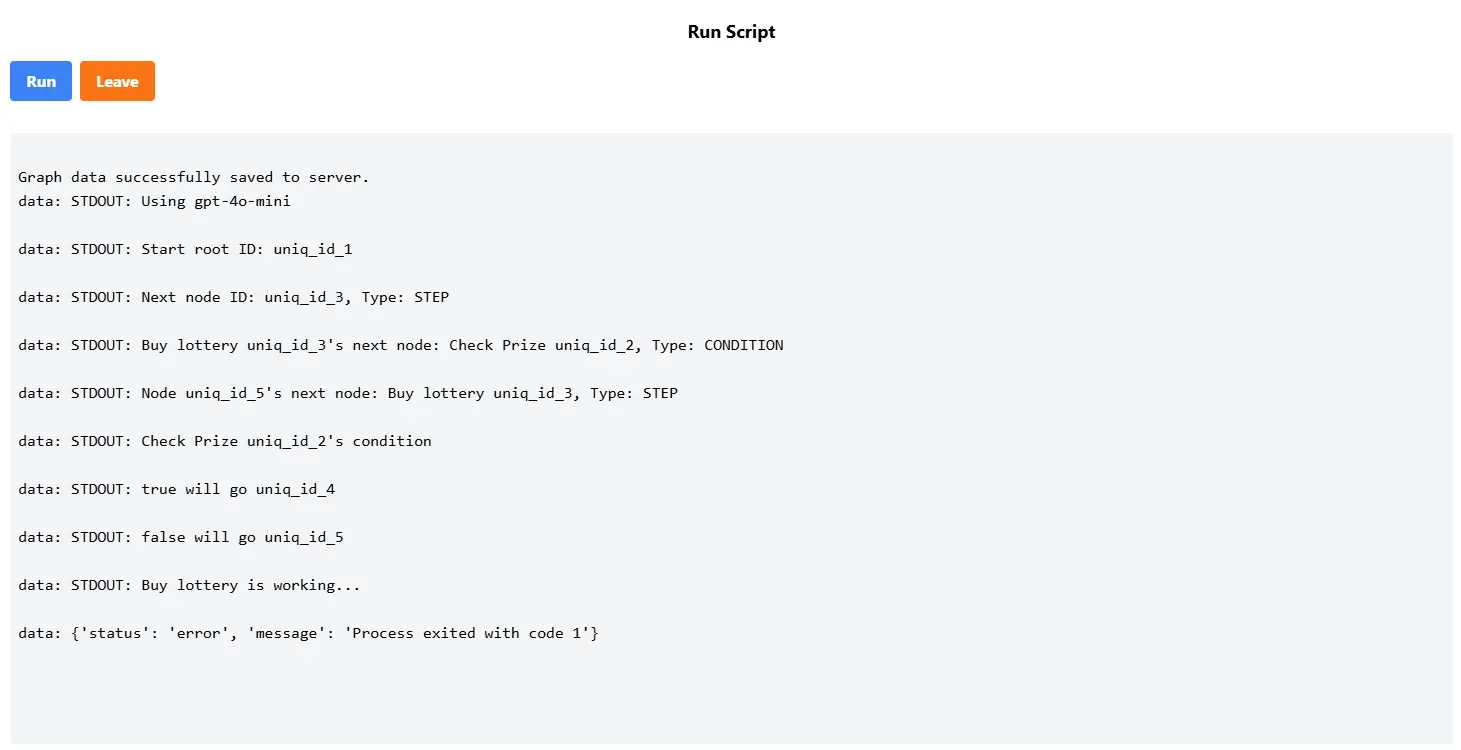 Run Script
Run
Leave
Graph data successfully saved to server.
data: STDOUT: Using gpt-4o-mini
data: STDOUT: Start root ID: uniq_id_1
data: STDOUT: Next node ID: uniq_id_3, Type: STEP
data: STDOUT: Buy lottery uniq_id_3's next node: Check Prize uniq_id_2, Type: CONDITION
data: STDOUT: Node uniq_id_5's next node: Buy lottery uniq_id_3, Type: STEP
data: STDOUT: Check Prize uniq_id_2's condition
data: STDOUT: true will go uniq_id_4
data: STDOUT: false will go uniq_id_5
data: STDOUT: Buy lottery is working...
data: {'status': 'error', 'message': 'Process exited with code 1'}